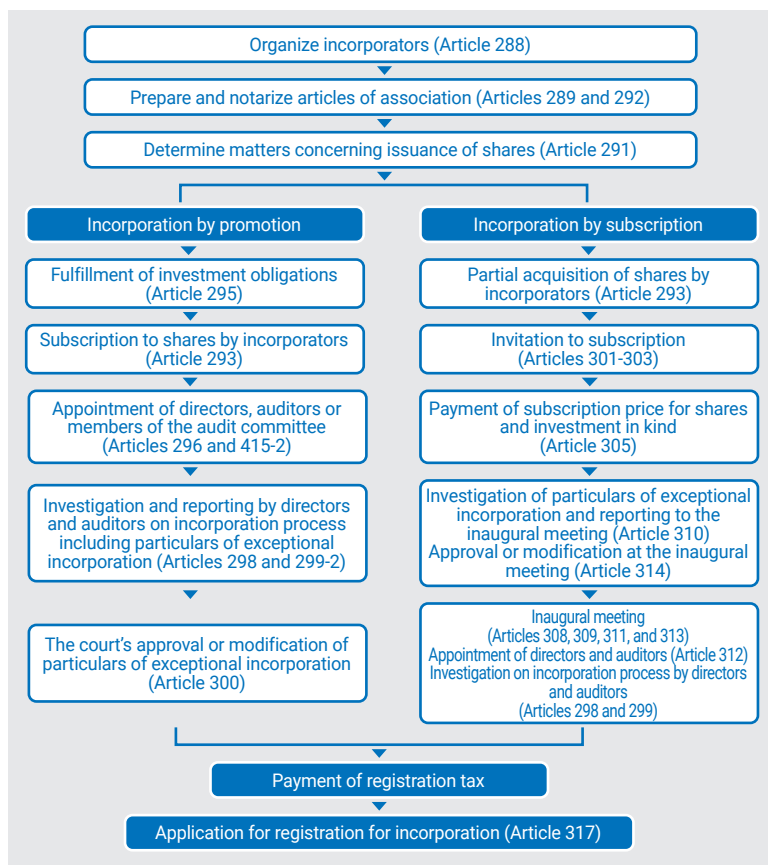 Organize incorporators (Article 288)
Prepare and notarize articles of association (Articles 289 and 292)
Determine matters concerning issuance of shares (Article 291)
Incorporation by promotion
Fulfillment of investment obligations
(Article 295)
Subscription to shares by incorporators
(Article 293)
Appointment of directors, auditors or
members of the audit committee
(Articles 296 and 415-2)
Investigation and reporting by directors
and auditors on incorporation process
including particulars of exceptional
incorporation (Articles 298 and 299-2)
The court's approval or modification of
particulars of exceptional incorporation
(Article 300)
Incorporation by subscription
Partial acquisition of shares by
incorporators (Article 293)
Invitation to subscription
(Articles 301-303)
Payment of subscription price for shares
and investment in kind
(Article 305)
Investigation of particulars of exceptional
incorporation and reporting to the
inaugural meeting (Article 310)
Approval or modification at the inaugural
meeting (Article 314)
Inaugural meeting
(Articles 308, 309, 311, and 313)
Appointment of directors and auditors (Article 312)
Investigation on incorporation process by directors
and auditors
(Articles 298 and 299)
Payment of registration tax
Application for registration for incorporation (Article 317)